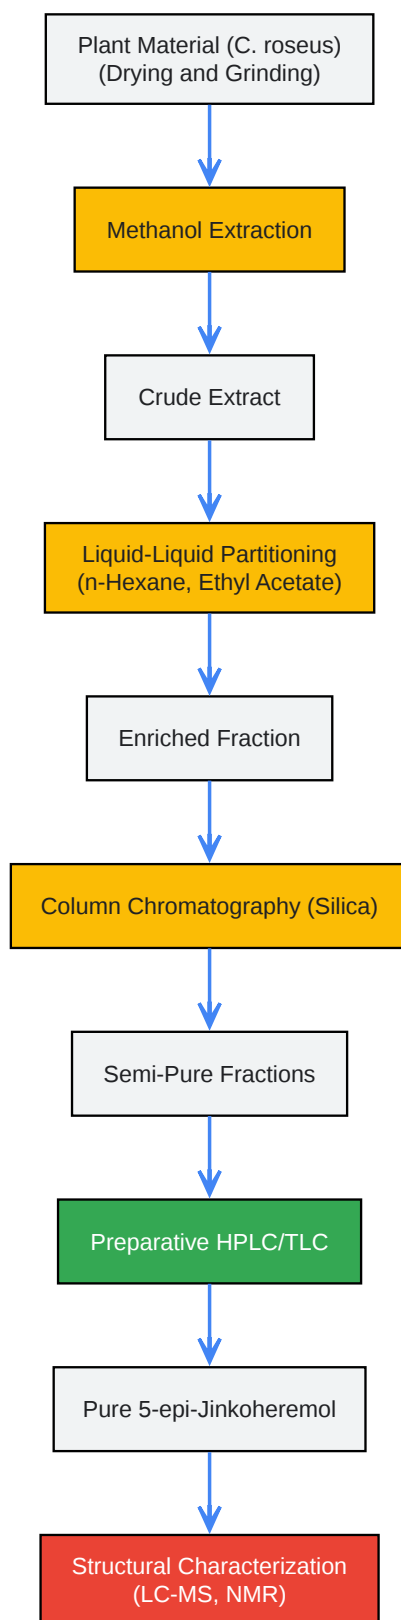 Plant Material (C. roseus)
(Drying and Grinding)
Methanol Extraction
Crude Extract
Liquid-Liquid Partitioning
(n-Hexane, Ethyl Acetate)
Enriched Fraction
Column Chromatography (Silica)
Semi-Pure Fractions
Preparative HPLC/TLC
Pure 5-epi-Jinkoheremol
Structural Characterization
(LC-MS, NMR)